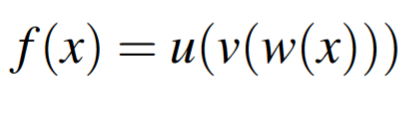 f(x) = u(v(w(x)))